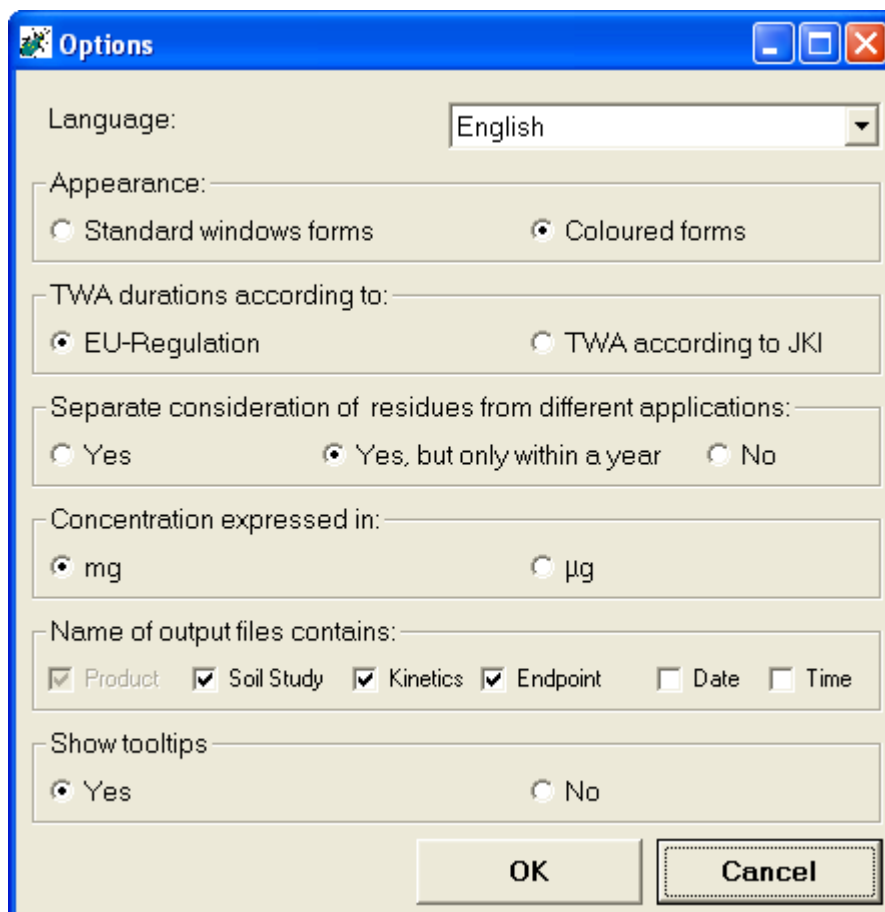 Options
Language:
English
Appearance:
Standard windows forms
Coloured forms
TWA durations according to:
EU-Regulation
TWA according to JKI
Separate consideration of residues from different applications:
Yes
Yes, but only within a year
No
Concentration expressed in:
mg
µg
Name of output files contains:
Product
Soil Study
Kinetics
Endpoint
Date
Time
Show tooltips
Yes
No
OK
Cancel